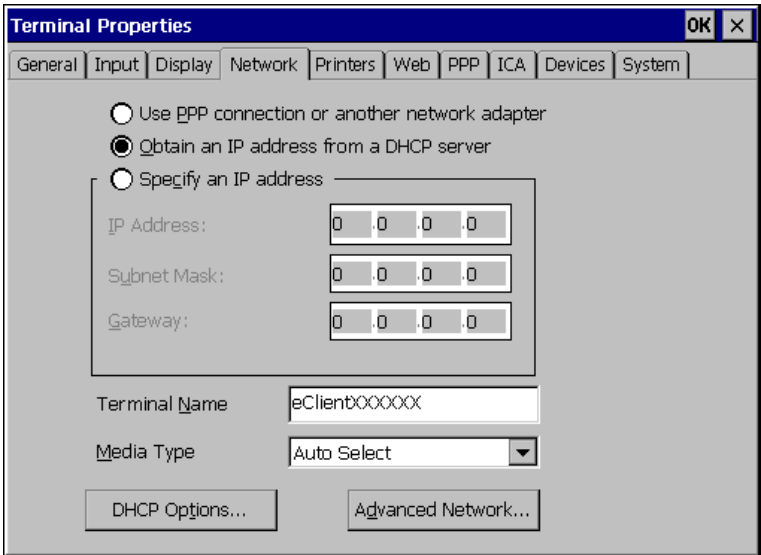 Terminal Properties OK ×
General Input Display Network Printers Web PPP ICA Devices System
Use PPP connection or another network adapter
Obtain an IP address from a DHCP server
Specify an IP address
IP Address: 0 .0 .0 .0
Subnet Mask: 0 .0 .0 .0
Gateway: 0 .0 .0 .0
Terminal Name eClientXXXXXX
Media Type Auto Select
DHCP Options... Advanced Network...